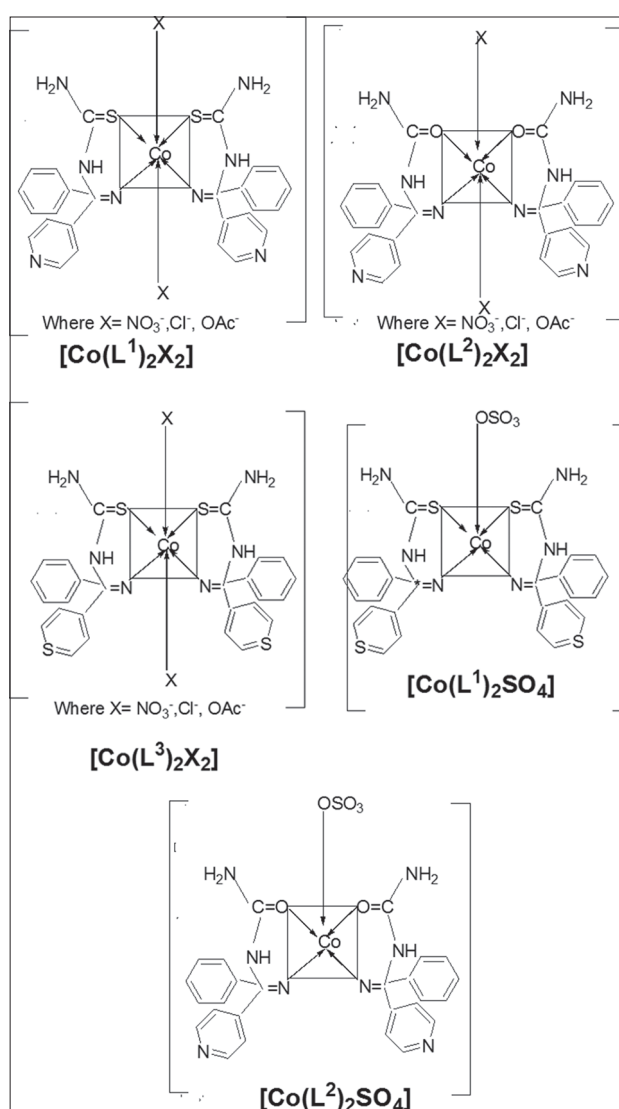 X
H₂N
NH₂
C=S
S=C
Co
NH
NH
=N
N=
N
N
X
Where X= NO₃⁻,Cl⁻, OAc⁻
[Co(L¹)₂X₂]
X
H₂N
NH₂
C=O
O=C
Co
NH
NH
=N
N=
N
N
X
Where X= NO₃⁻,Cl⁻, OAc⁻
[Co(L²)₂X₂]
X
H₂N
NH₂
C=S
S=C
Co
NH
NH
=N
N=
S
S
X
Where X= NO₃⁻,Cl⁻, OAc⁻
[Co(L³)₂X₂]
OSO₃
H₂N
NH₂
C=S
S=C
Co
NH
NH
*=N
N=
S
S
[Co(L¹)₂SO₄]
OSO₃
H₂N
NH₂
C=O
O=C
Co
NH
NH
=N
N=
N
N
[Co(L²)₂SO₄]